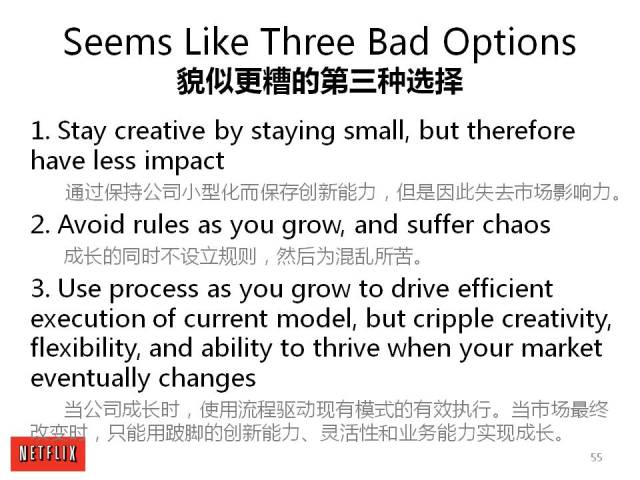 Seems Like Three Bad Options
貌似更糟的第三种选择
1. Stay creative by staying small, but therefore
have less impact
通过保持公司小型化而保存创新能力，但是因此失去市场影响力。
2. Avoid rules as you grow, and suffer chaos
成长的同时不设立规则，然后为混乱所苦。
3. Use process as you grow to drive efficient
execution of current model, but cripple creativity,
flexibility, and ability to thrive when your market
eventually changes
当公司成长时，使用流程驱动现有模式的有效执行。当市场最终
改变时，只能用跛脚的创新能力、灵活性和业务能力实现成长。
NETFLIX
55